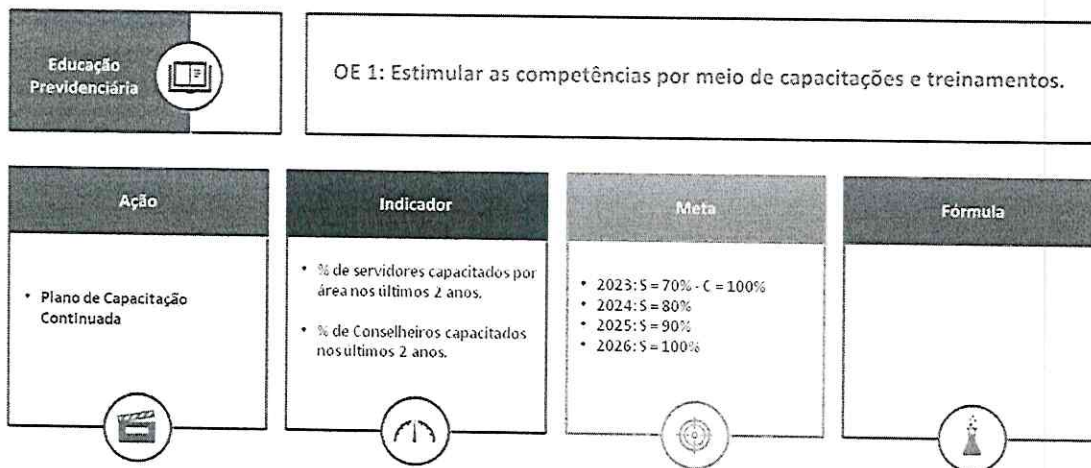 Educação
Previdenciária
OE 1: Estimular as competências por meio de capacitações e treinamentos.
Ação
• Plano de Capacitação
Continuada
Indicador
• % de servidores capacitados por
área nos últimos 2 anos.
• % de Conselheiros capacitados
nos últimos 2 anos.
Meta
• 2023: S = 70% - C = 100%
• 2024: S = 80%
• 2025: S = 90%
• 2026: S = 100%
Fórmula